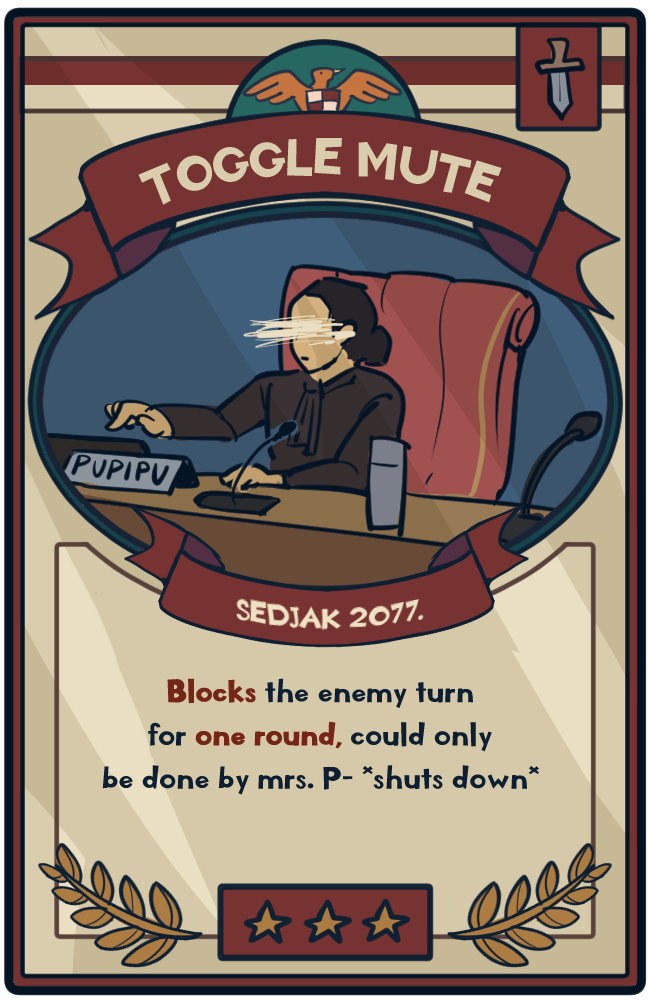 TOGGLE MUTE
PUPIPU
SEDJAK 2077.
Blocks the enemy turn
for one round, could only
be done by mrs. P- *shuts down*